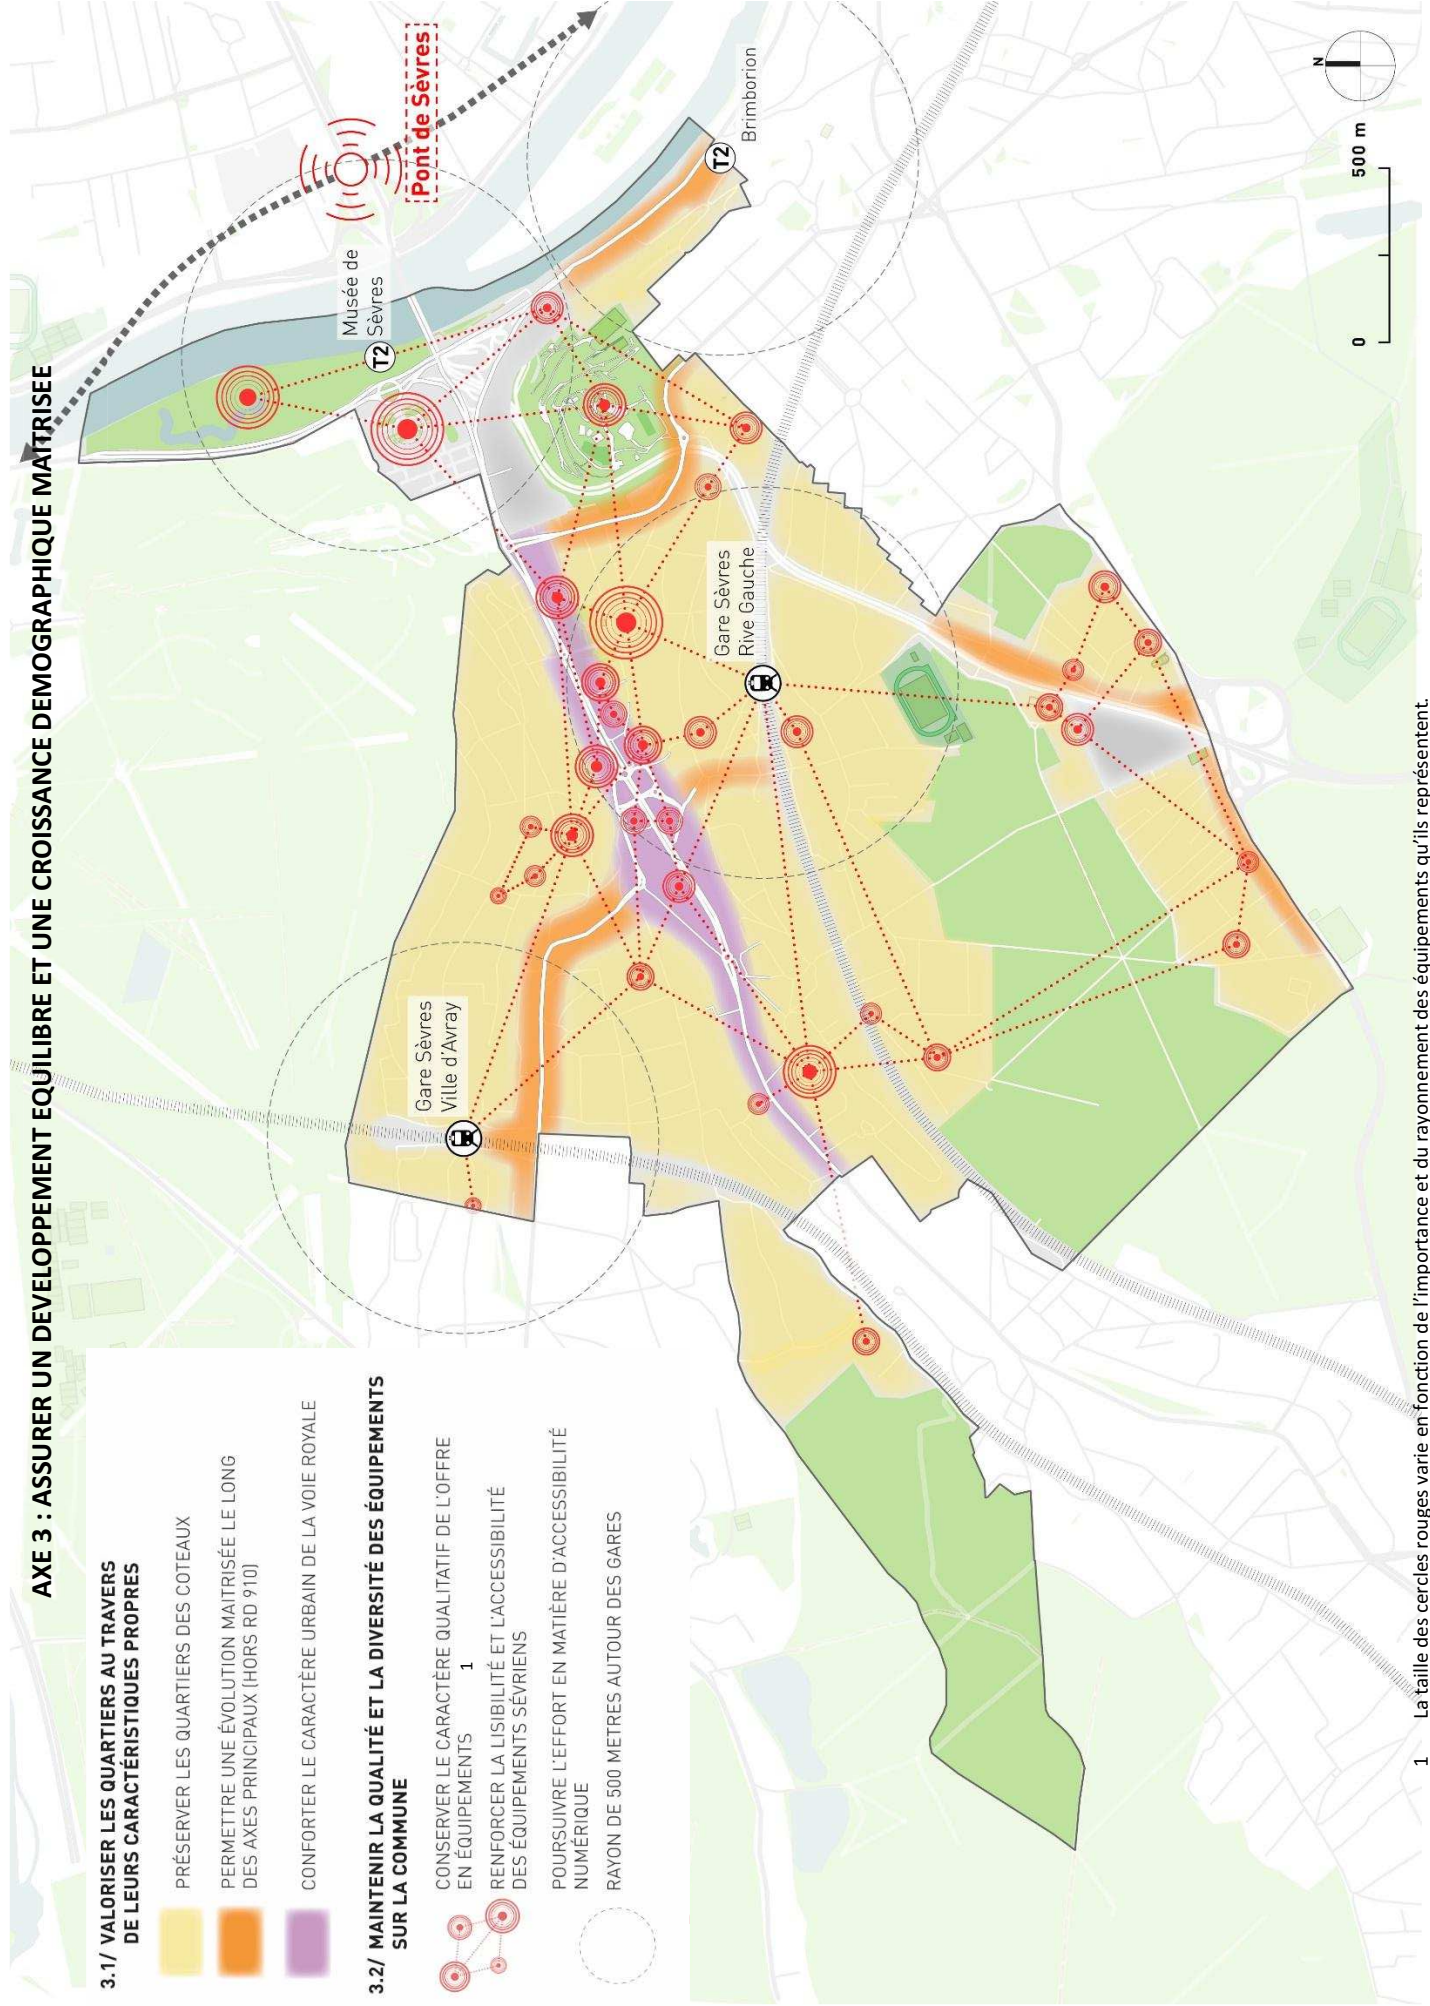 AXE 3 : ASSURER UN DEVELOPPEMENT EQUILIBRE ET UNE CROISSANCE DEMOGRAPHIQUE MAITRISEE
3.1/ VALORISER LES QUARTIERS AU TRAVERS
DE LEURS CARACTÉRISTIQUES PROPRES
PRÉSERVER LES QUARTIERS DES COTEAUX
PERMETTRE UNE ÉVOLUTION MAITRISÉE LE LONG
DES AXES PRINCIPAUX (HORS RD 910)
CONFORTER LE CARACTÈRE URBAIN DE LA VOIE ROYALE
3.2/ MAINTENIR LA QUALITÉ ET LA DIVERSITÉ DES ÉQUIPEMENTS
SUR LA COMMUNE
CONSERVER LE CARACTÈRE QUALITATIF DE L'OFFRE
EN ÉQUIPEMENTS 1
RENFORCER LA LISIBILITÉ ET L'ACCESSIBILITÉ
DES ÉQUIPEMENTS SÉVRIENS
POURSUIVRE L'EFFORT EN MATIÈRE D'ACCESSIBILITÉ
NUMÉRIQUE
RAYON DE 500 METRES AUTOUR DES GARES
Gare Sèvres
Ville d'Avray
Gare Sèvres
Rive Gauche
Musée de
Sèvres
T2
Pont de Sèvres
T2
Brimborion
N
0
500 m
1 La taille des cercles rouges varie en fonction de l'importance et du rayonnement des équipements qu'ils représentent.